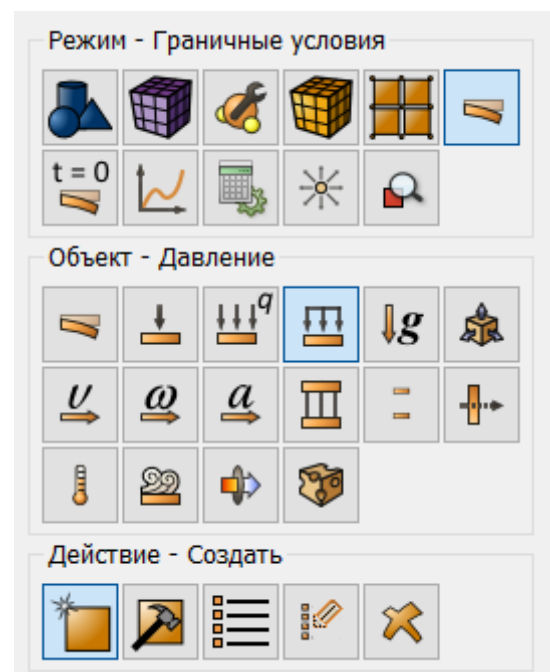 Режим - Граничные условия
t = 0
Объект - Давление
q
g
υ ω a
Действие - Создать